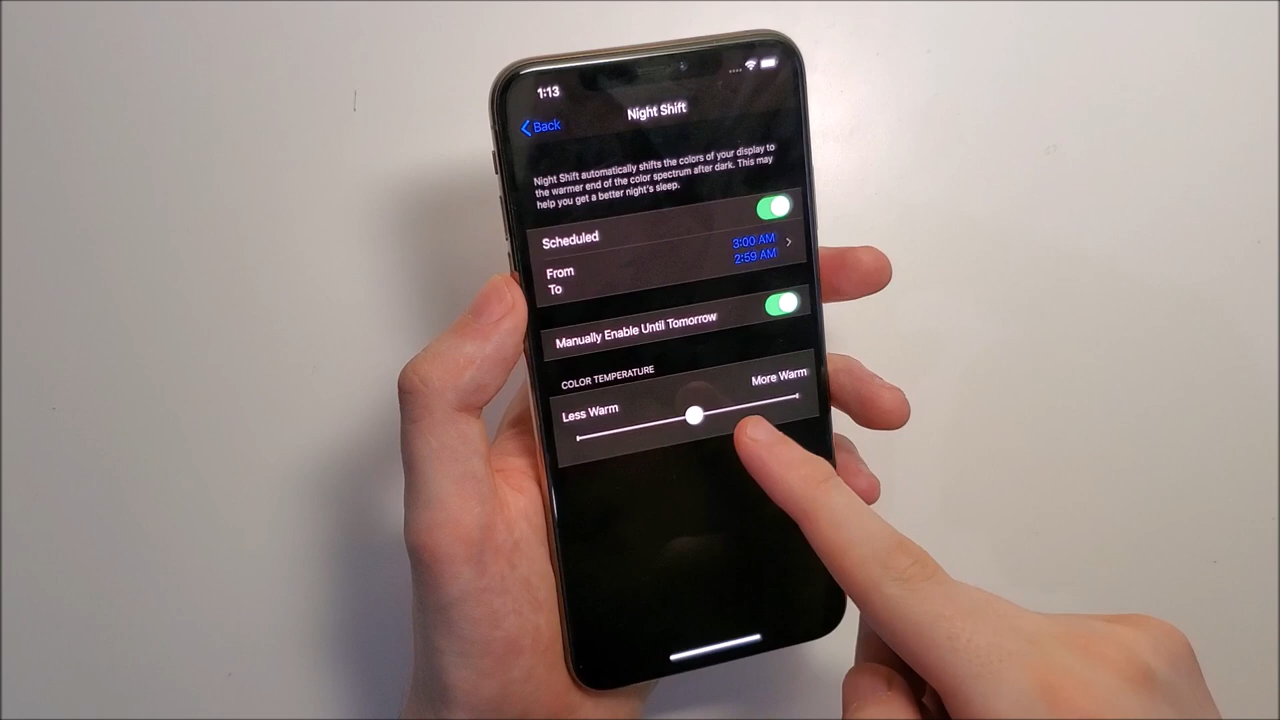 1:13
Back
Night Shift
Night Shift automatically shifts the colors of your display to
the warmer end of the color spectrum after dark. This may
help you get a better night's sleep.
Scheduled
From
3:00 AM
To
2:59 AM
Manually Enable Until Tomorrow
COLOR TEMPERATURE
Less Warm
More Warm